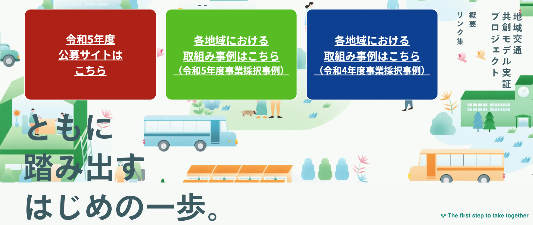 令和5年度
公募サイトは
こちら
各地域における
取組み事例はこちら
（令和5年度事業採択事例）
各地域における
取組み事例はこちら
（令和4年度事業採択事例）
地域交通
共創モデル実証
プロジェクト
概要
リンク集
ともに
踏み出す
はじめの一歩。
The first step to take together